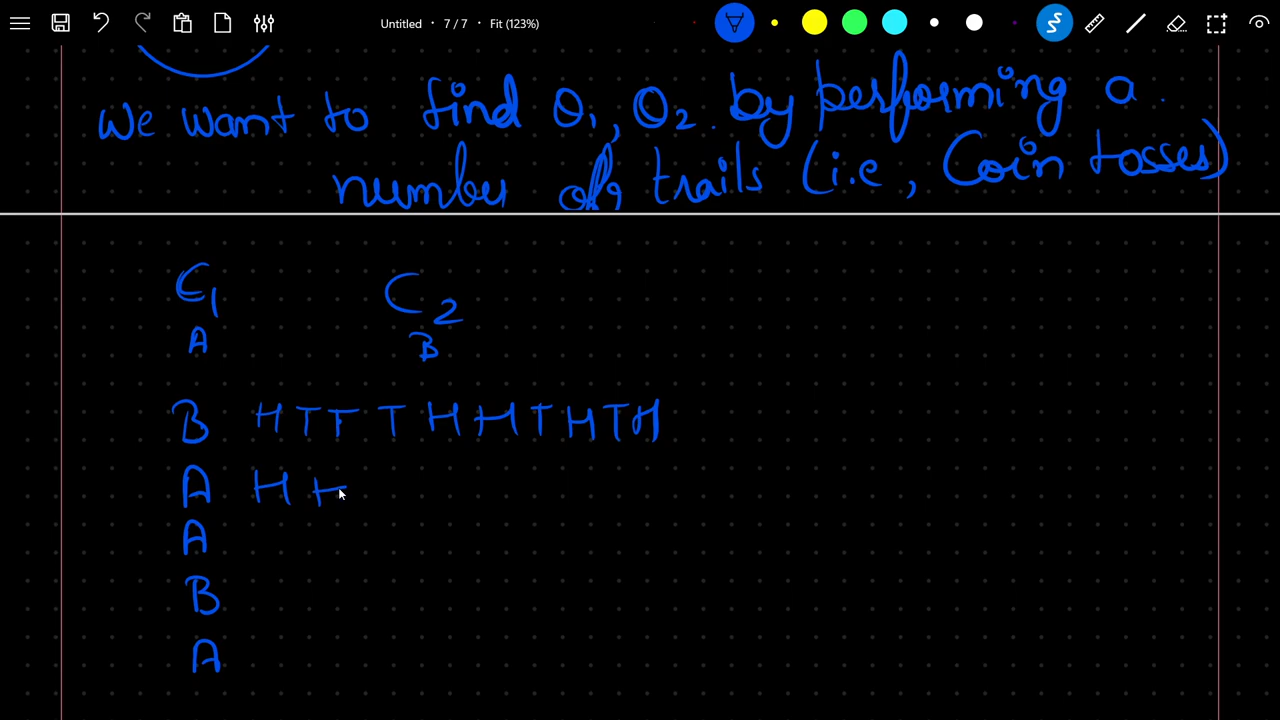 Untitled • 7 / 7 • Fit (123%)
We want to find θ₁, θ₂. by performing a
number of trails (i.e, Coin tosses)
C₁ C₂
A B
B H T T T H H T H T H
A H H
A
B
A